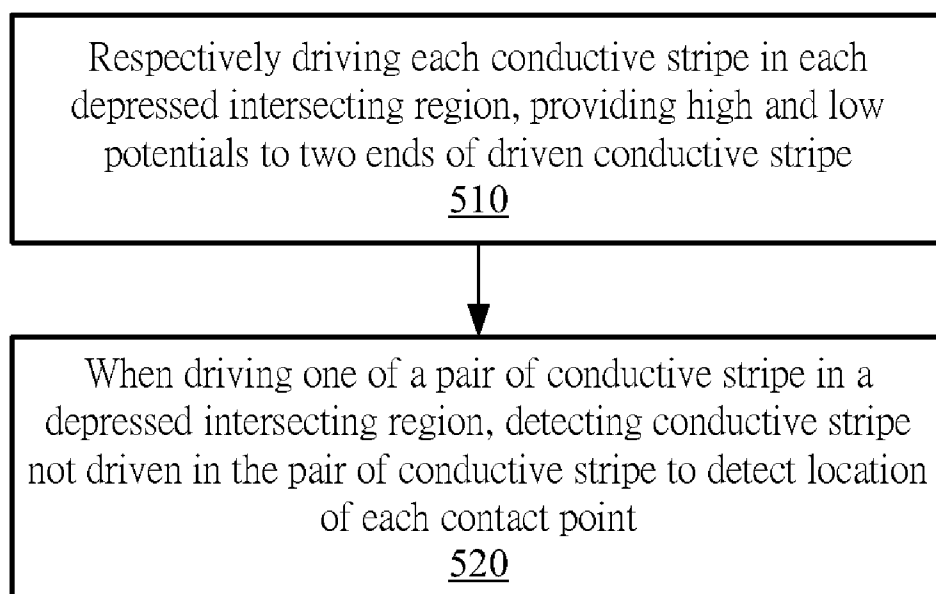 Respectively driving each conductive stripe in each
depressed intersecting region, providing high and low
potentials to two ends of driven conductive stripe
510
When driving one of a pair of conductive stripe in a
depressed intersecting region, detecting conductive stripe
not driven in the pair of conductive stripe to detect location
of each contact point
520